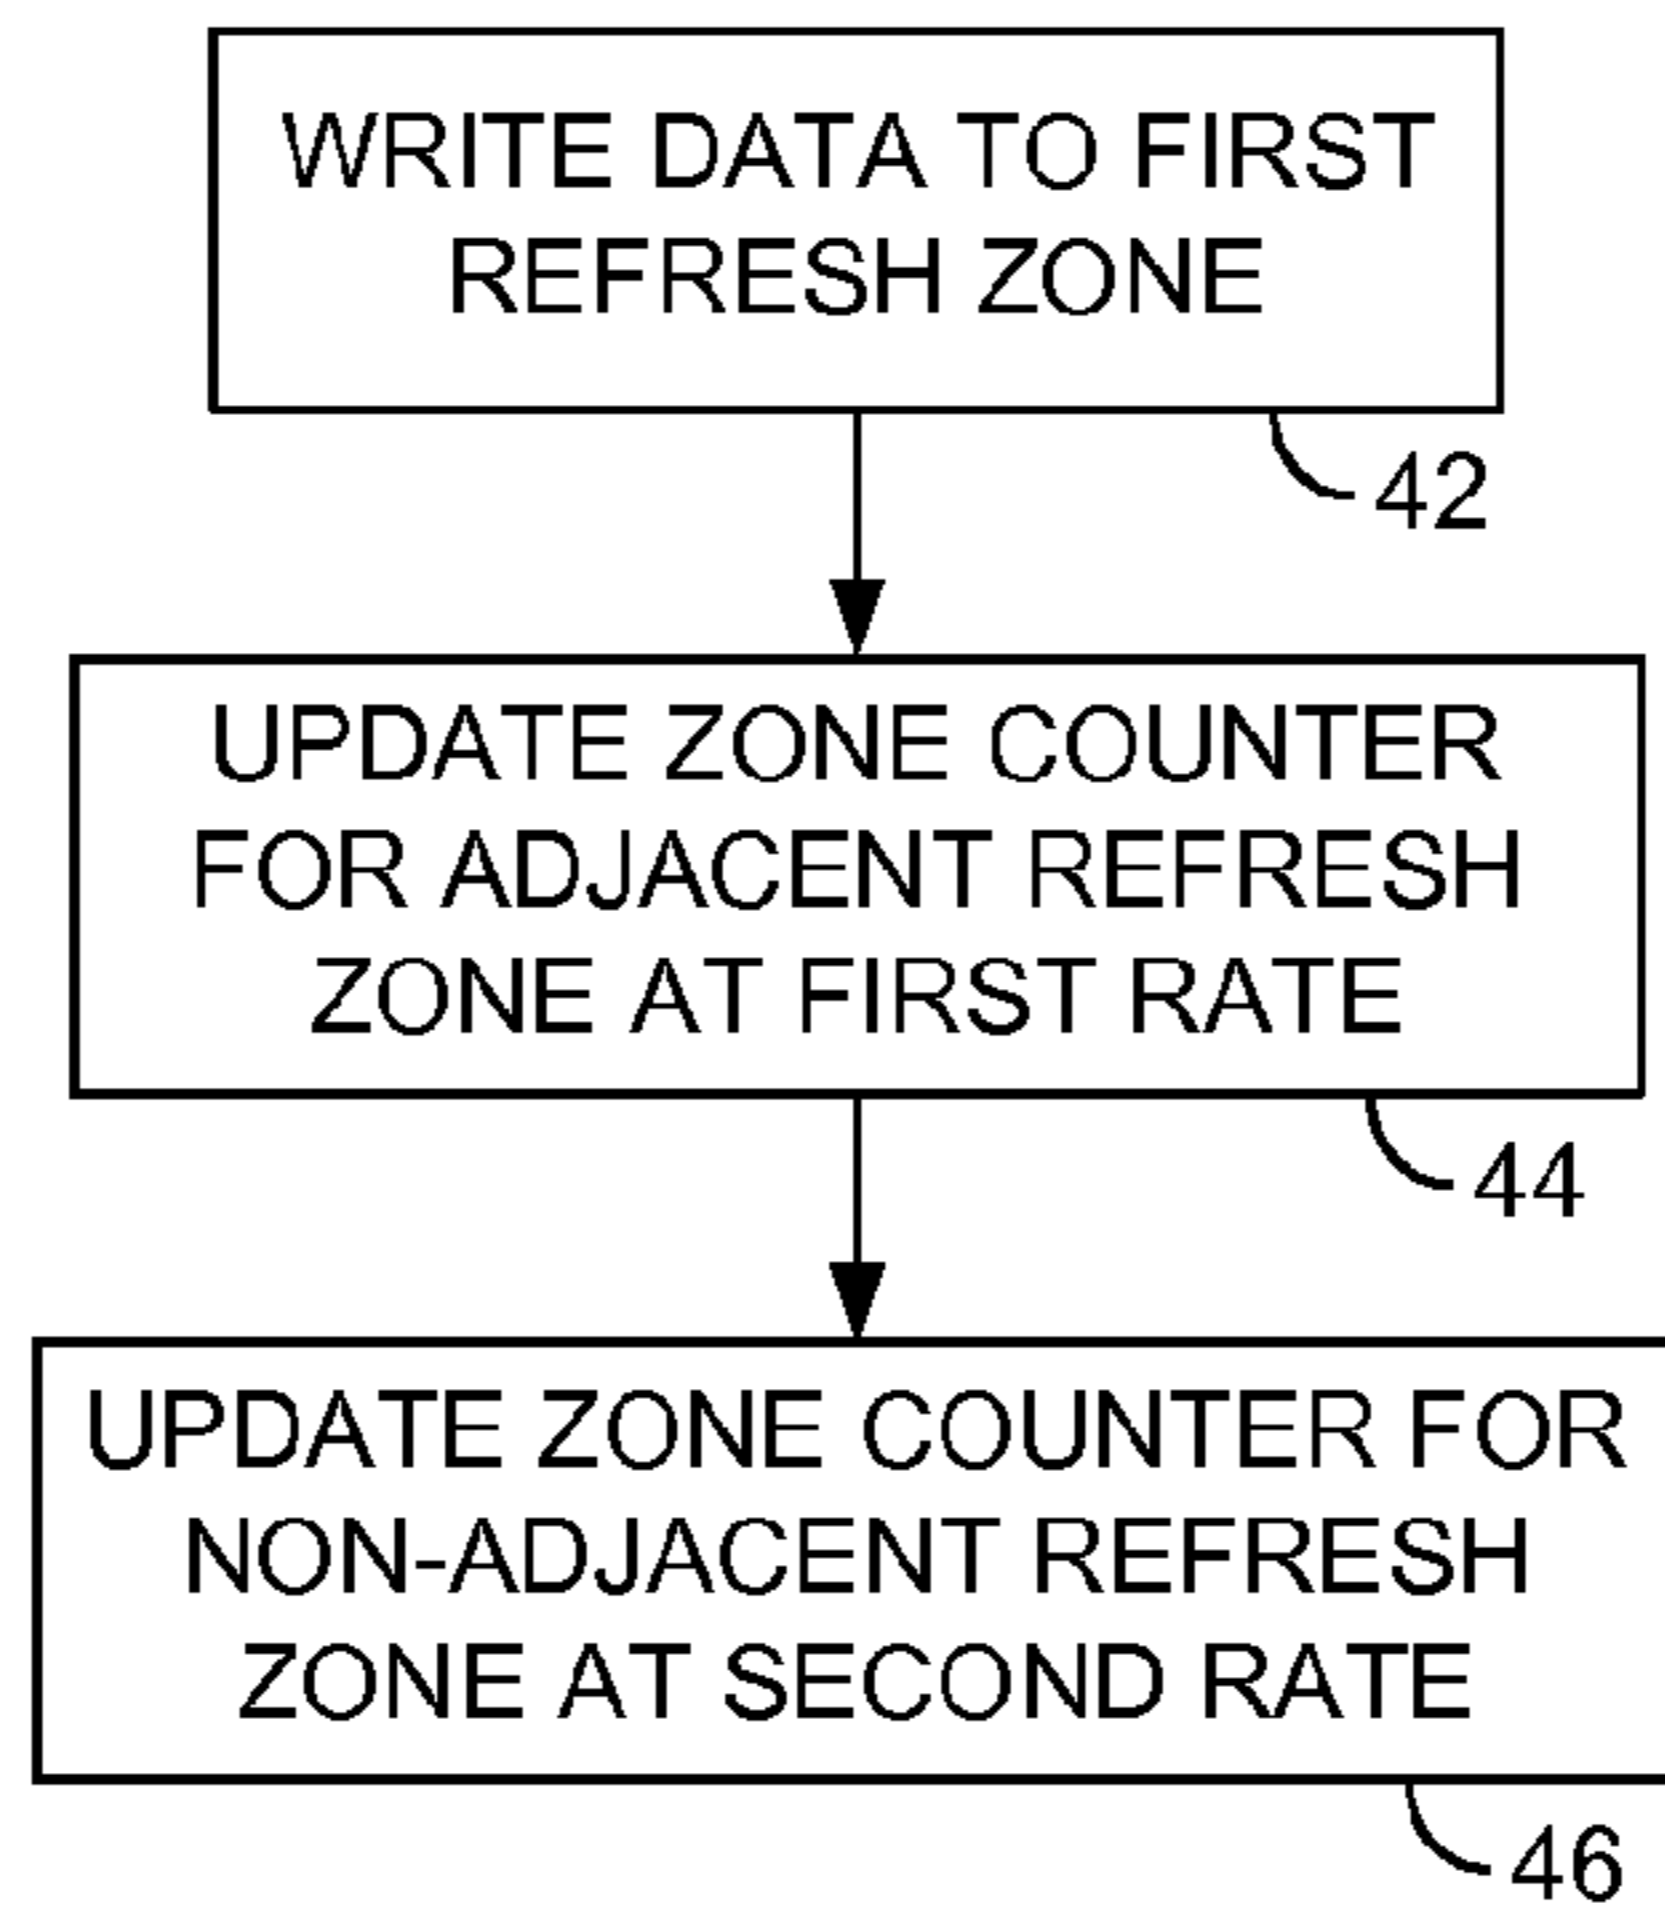 WRITE DATA TO FIRST
REFRESH ZONE
42
UPDATE ZONE COUNTER
FOR ADJACENT REFRESH
ZONE AT FIRST RATE
44
UPDATE ZONE COUNTER FOR
NON-ADJACENT REFRESH
ZONE AT SECOND RATE
46